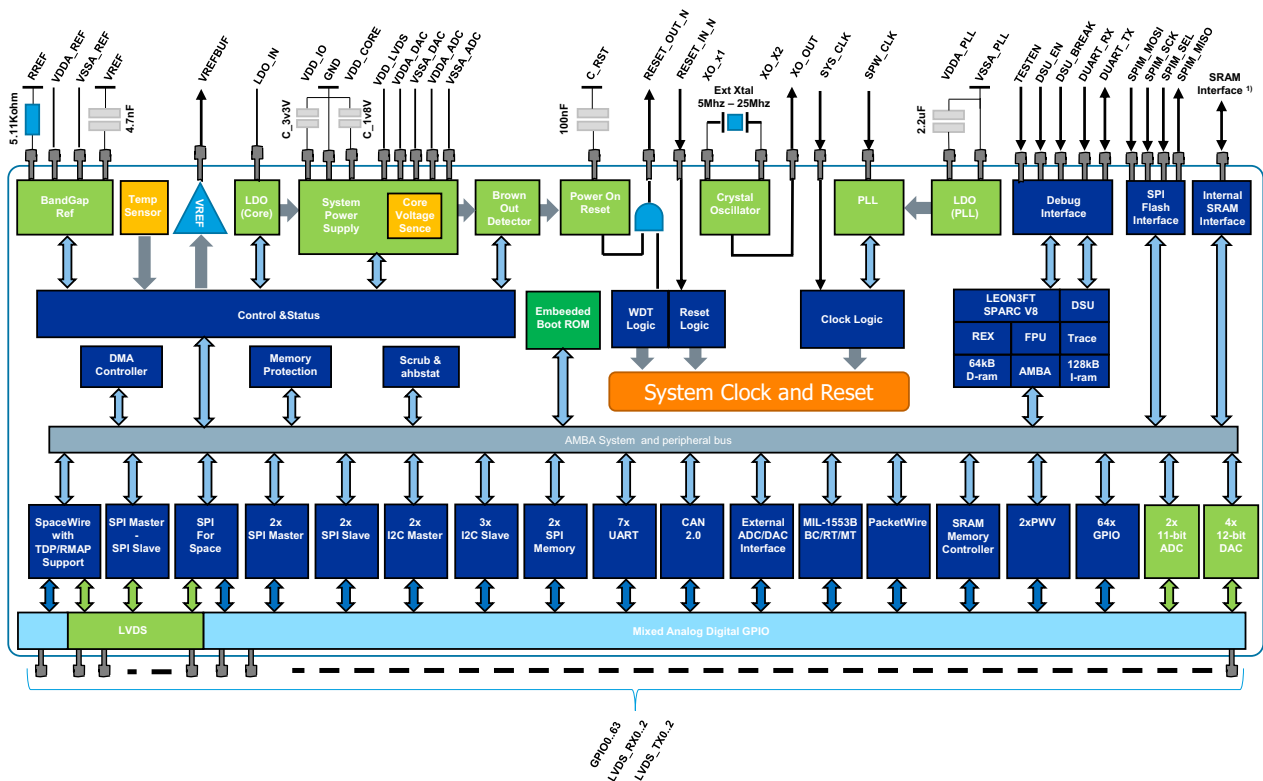 RREF
VDDA_REF
VSSA_REF
VREF
VREFBUF
LDO_IN
VDD_IO
GND
VDD_CORE
VDD_LVDS
VDDA_DAC
VSSA_DAC
VDDA_ADC
VSSA_ADC
C_RST
RESET_OUT_N
RESET_IN_N
XO_x1
XO_X2
XO_OUT
SYS_CLK
SPW_CLK
VDDA_PLL
VSSA_PLL
TESTEN
DSU_EN
DSU_BREAK
DUART_RX
DUART_TX
SPIM_MOSI
SPIM_SCK
SPIM_SEL
SPIM_MISO
SRAM
Interface 1)
5.11Kohm
4.7nF
C_3v3V
C_1v8V
100nF
Ext Xtal
5Mhz – 25Mhz
2.2uF
BandGap
Ref
Temp
Sensor
VREF
LDO
(Core)
System
Power
Supply
Core
Voltage
Sence
Brown
Out
Detector
Power On
Reset
Crystal
Oscillator
PLL
LDO
(PLL)
Debug
Interface
SPI
Flash
Interface
Internal
SRAM
Interface
Control &Status
Embeeded
Boot ROM
WDT
Logic
Reset
Logic
Clock Logic
LEON3FT
SPARC V8
DSU
REX
FPU
Trace
64kB
D-ram
AMBA
128kB
I-ram
DMA
Controller
Memory
Protection
Scrub &
ahbstat
System Clock and Reset
AMBA System and peripheral bus
SpaceWire
with
TDP/RMAP
Support
SPI Master
-
SPI Slave
SPI
For
Space
2x
SPI Master
2x
SPI Slave
2x
I2C Master
3x
I2C Slave
2x
SPI
Memory
7x
UART
CAN
2.0
External
ADC/DAC
Interface
MIL-1553B
BC/RT/MT
PacketWire
SRAM
Memory
Controller
2xPWV
64x
GPIO
2x
11-bit
ADC
4x
12-bit
DAC
LVDS
Mixed Analog Digital GPIO
GPIO0..63
LVDS_RX0..2
LVDS_TX0..2